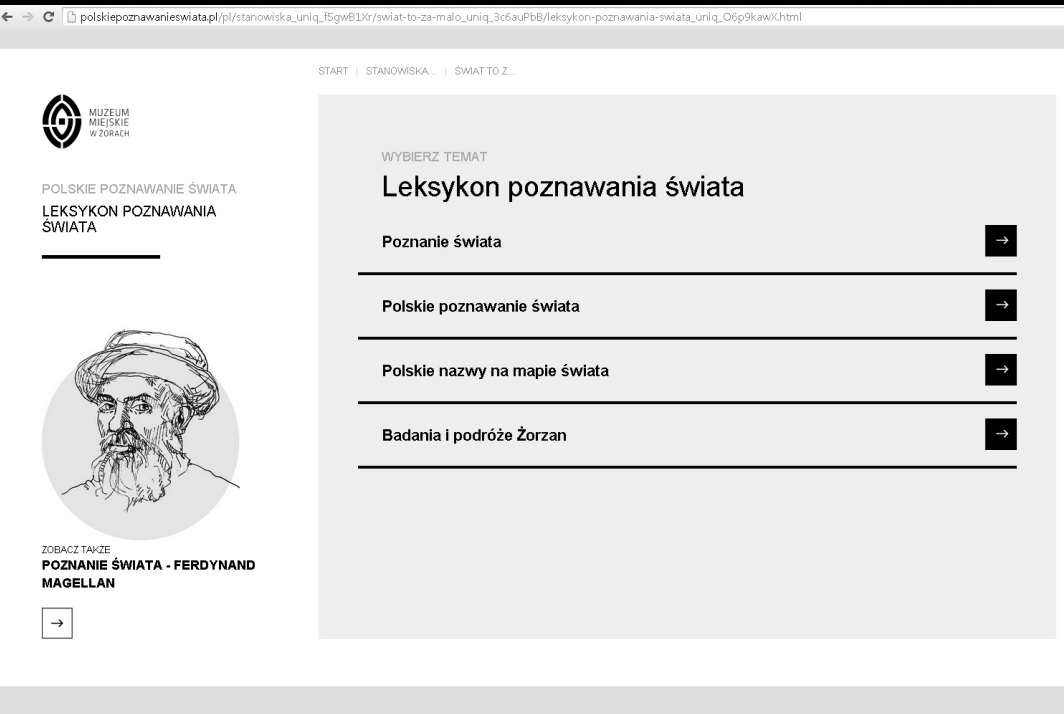 polskiepoznawanieswiata.pl/pl/stanowiska_uniq_f5gwB1Xr/swiat-to-za-malo_uniq_3c6auPbB/leksykon-poznawania-swiata_uniq_O6p9kawX.html
START | STANOWISKA... | ŚWIAT TO Z...
MUZEUM
MIEJSKIE
W ŻORACH
POLSKIE POZNAWANIE ŚWIATA
LEKSYKON POZNAWANIA
ŚWIATA
ZOBACZ TAKŻE
POZNANIE ŚWIATA - FERDYNAND
MAGELLAN
WYBIERZ TEMAT
Leksykon poznawania świata
Poznanie świata
Polskie poznawanie świata
Polskie nazwy na mapie świata
Badania i podróże Żorzan